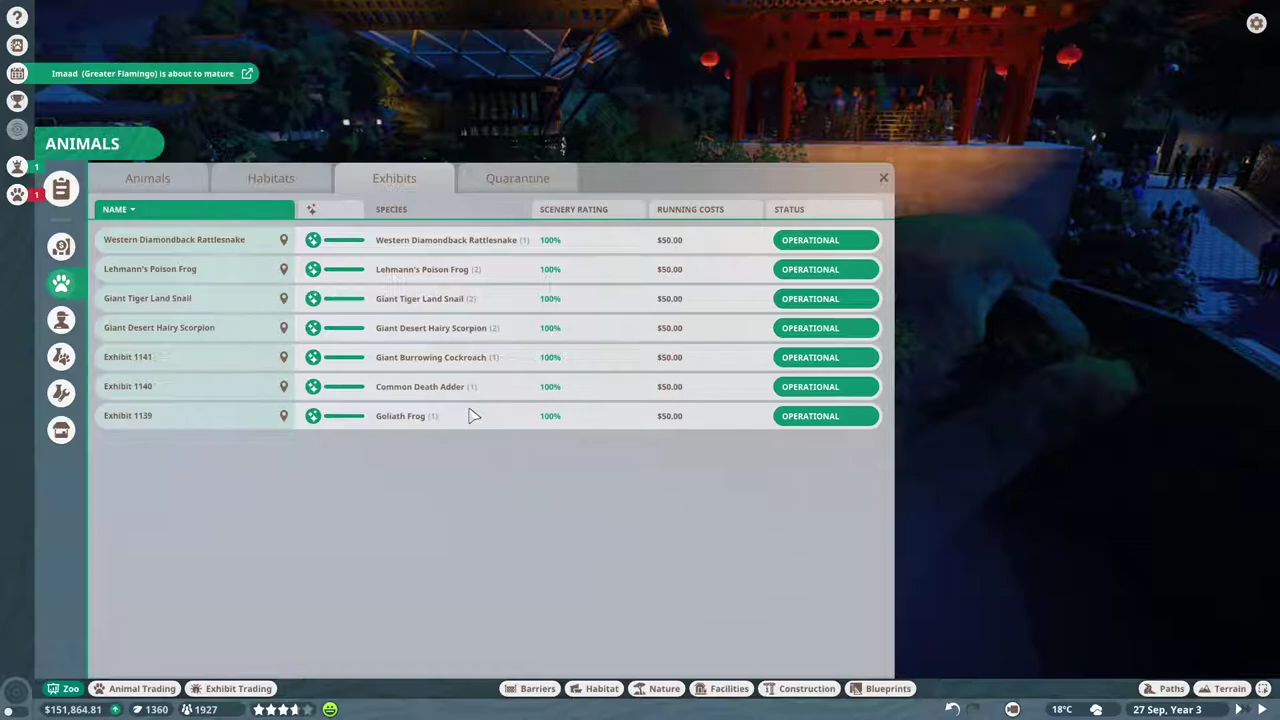 Imaad (Greater Flamingo) is about to mature
ANIMALS
1
1
Animals Habitats Exhibits Quarantine
NAME SPECIES SCENERY RATING RUNNING COSTS STATUS
Western Diamondback Rattlesnake Western Diamondback Rattlesnake (1) 100% $50.00 OPERATIONAL
Lehmann's Poison Frog Lehmann's Poison Frog (2) 100% $50.00 OPERATIONAL
Giant Tiger Land Snail Giant Tiger Land Snail (2) 100% $50.00 OPERATIONAL
Giant Desert Hairy Scorpion Giant Desert Hairy Scorpion (2) 100% $50.00 OPERATIONAL
Exhibit 1141 Giant Burrowing Cockroach (1) 100% $50.00 OPERATIONAL
Exhibit 1140 Common Death Adder (1) 100% $50.00 OPERATIONAL
Exhibit 1139 Goliath Frog (1) 100% $50.00 OPERATIONAL
Zoo Animal Trading Exhibit Trading Barriers Habitat Nature Facilities Construction Blueprints Paths Terrain
$151,864.81 1360 1927 18°C 27 Sep, Year 3